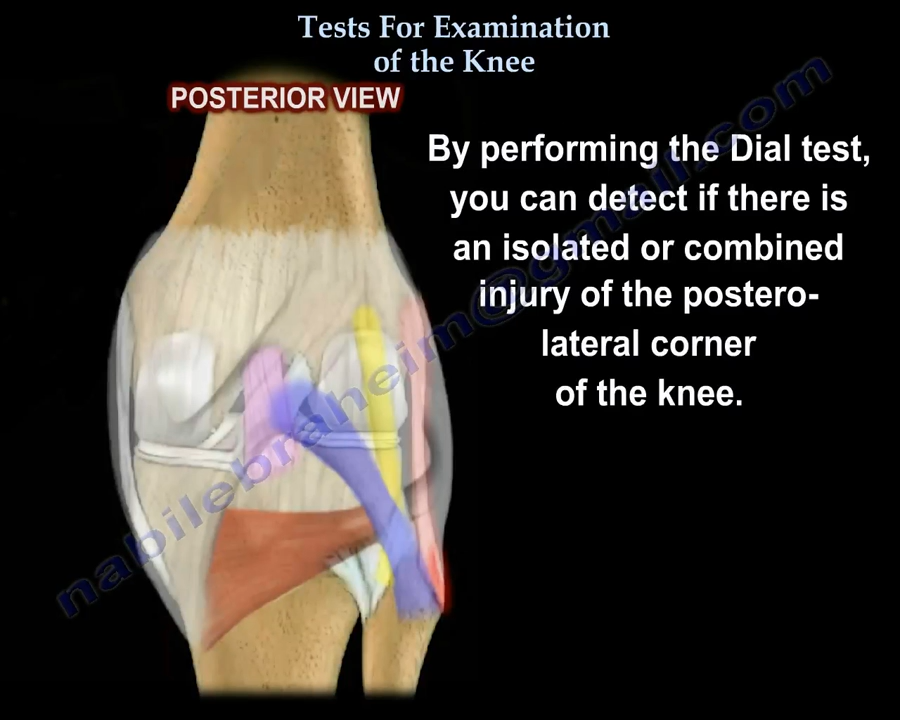 Tests For Examination
of the Knee
POSTERIOR VIEW
By performing the Dial test,
you can detect if there is
an isolated or combined
injury of the postero-
lateral corner
of the knee.
nabilebraheim@gmail.com